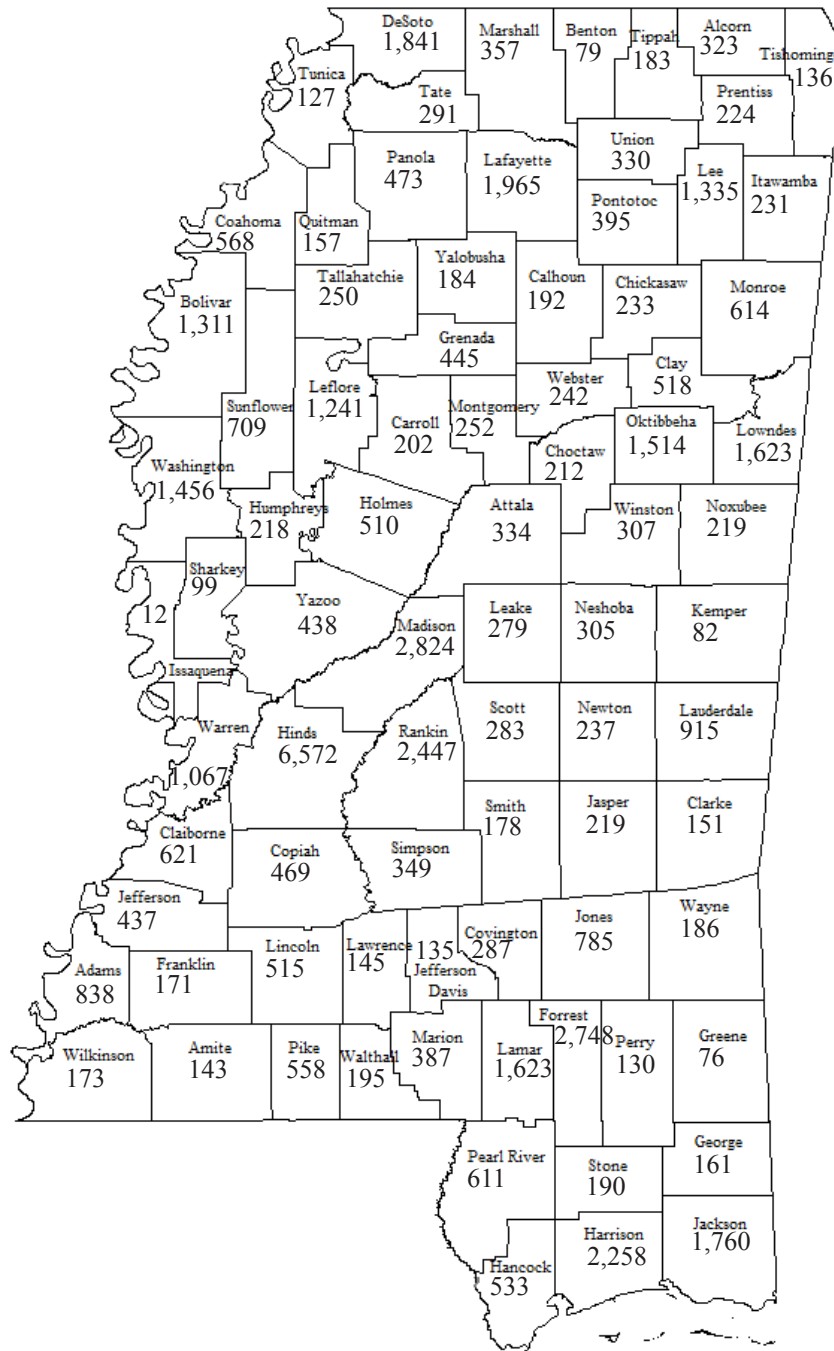 DeSoto
1,841
Marshall
357
Benton
79
Tippah
183
Alcorn
323
Tishoming
136
Tunica
127
Tate
291
Prentiss
224
Union
330
Panola
473
Lafayette
1,965
Lee
1,335
Itawamba
231
Pontotoc
395
Coahoma
568
Quitman
157
Yalobusha
184
Calhoun
192
Chickasaw
233
Tallahatchie
250
Monroe
614
Bolivar
1,311
Grenada
445
Clay
518
Webster
242
Leflore
1,241
Sunflower
709
Carroll
202
Montgomery
252
Oktibbeha
1,514
Lowndes
1,623
Choctaw
212
Washington
1,456
Humphreys
218
Holmes
510
Attala
334
Winston
307
Noxubee
219
Sharkey
99
Yazoo
438
12
Issaquena
Madison
2,824
Leake
279
Neshoba
305
Kemper
82
Warren
1,067
Hinds
6,572
Rankin
2,447
Scott
283
Newton
237
Lauderdale
915
Smith
178
Jasper
219
Clarke
151
Claiborne
621
Copiah
469
Simpson
349
Jefferson
437
Lincoln
515
Lawrence
145
135
Jefferson
Davis
Covington
287
Jones
785
Wayne
186
Adams
838
Franklin
171
Wilkinson
173
Amite
143
Pike
558
Walthall
195
Marion
387
Lamar
1,623
Forrest
2,748
Perry
130
Greene
76
Pearl River
611
Stone
190
George
161
Hancock
533
Harrison
2,258
Jackson
1,760